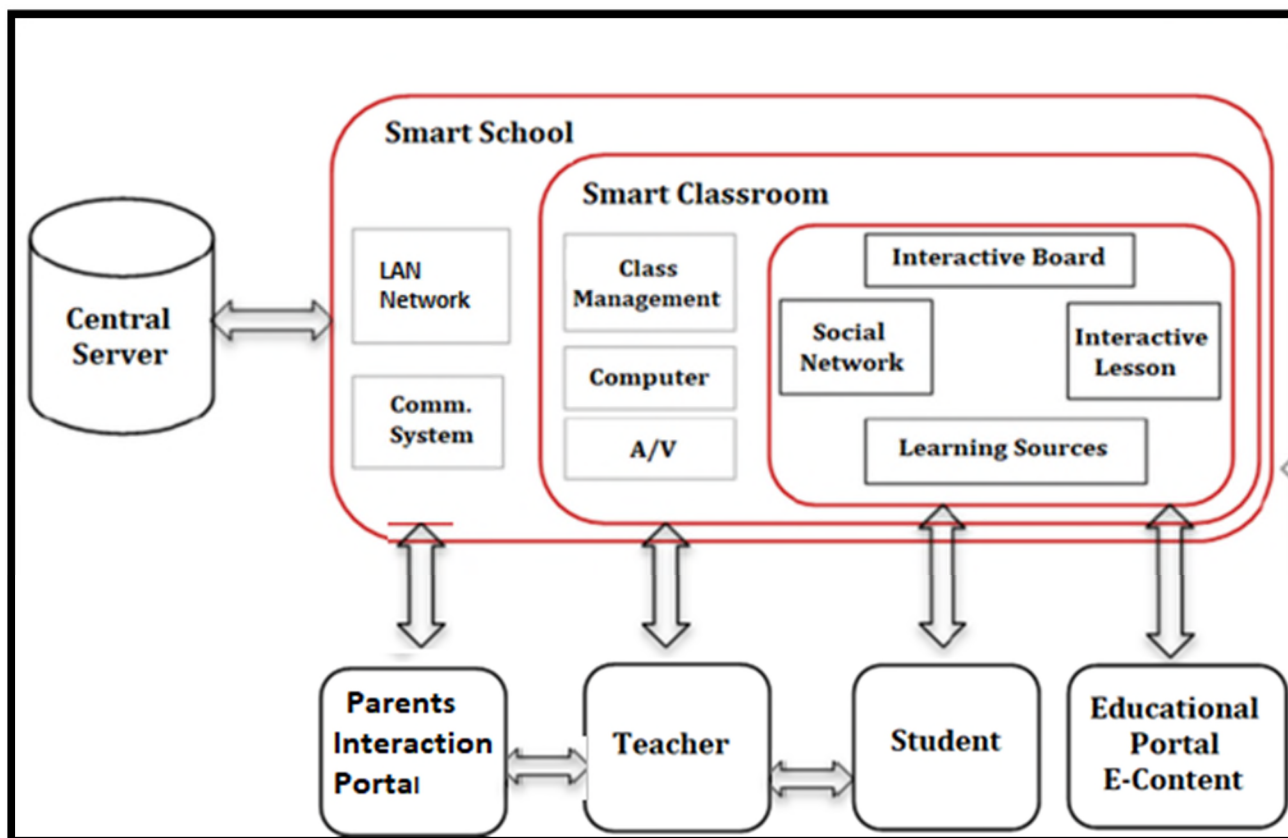 Smart School
Smart Classroom
Central
Server
LAN
Network
Comm.
System
Class
Management
Computer
A/V
Interactive Board
Social
Network
Interactive
Lesson
Learning Sources
Parents
Interaction
Portal
Teacher
Student
Educational
Portal
E-Content